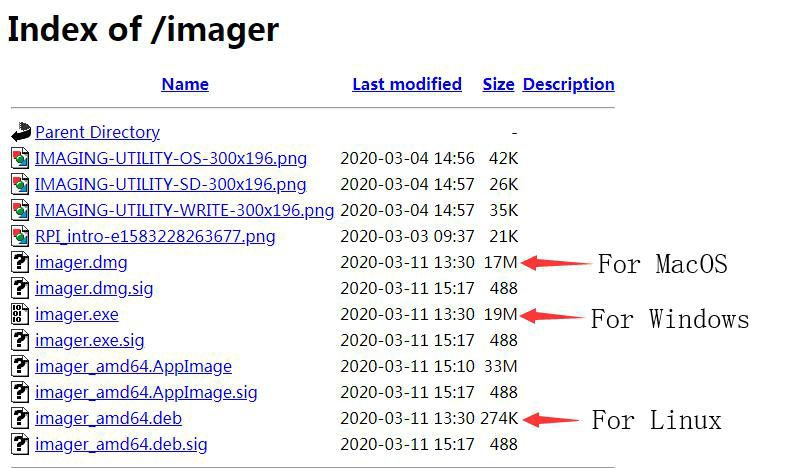 Index of /imager
Name Last modified Size Description
Parent Directory -
IMAGING-UTILITY-OS-300x196.png 2020-03-04 14:56 42K
IMAGING-UTILITY-SD-300x196.png 2020-03-04 14:57 26K
IMAGING-UTILITY-WRITE-300x196.png 2020-03-04 14:57 35K
RPI_intro-e1583228263677.png 2020-03-03 09:37 21K
imager.dmg 2020-03-11 13:30 17M For MacOS
imager.dmg.sig 2020-03-11 15:17 488
imager.exe 2020-03-11 13:30 19M For Windows
imager.exe.sig 2020-03-11 15:17 488
imager_amd64.AppImage 2020-03-11 15:10 33M
imager_amd64.AppImage.sig 2020-03-11 15:17 488
imager_amd64.deb 2020-03-11 13:30 274K For Linux
imager_amd64.deb.sig 2020-03-11 15:17 488